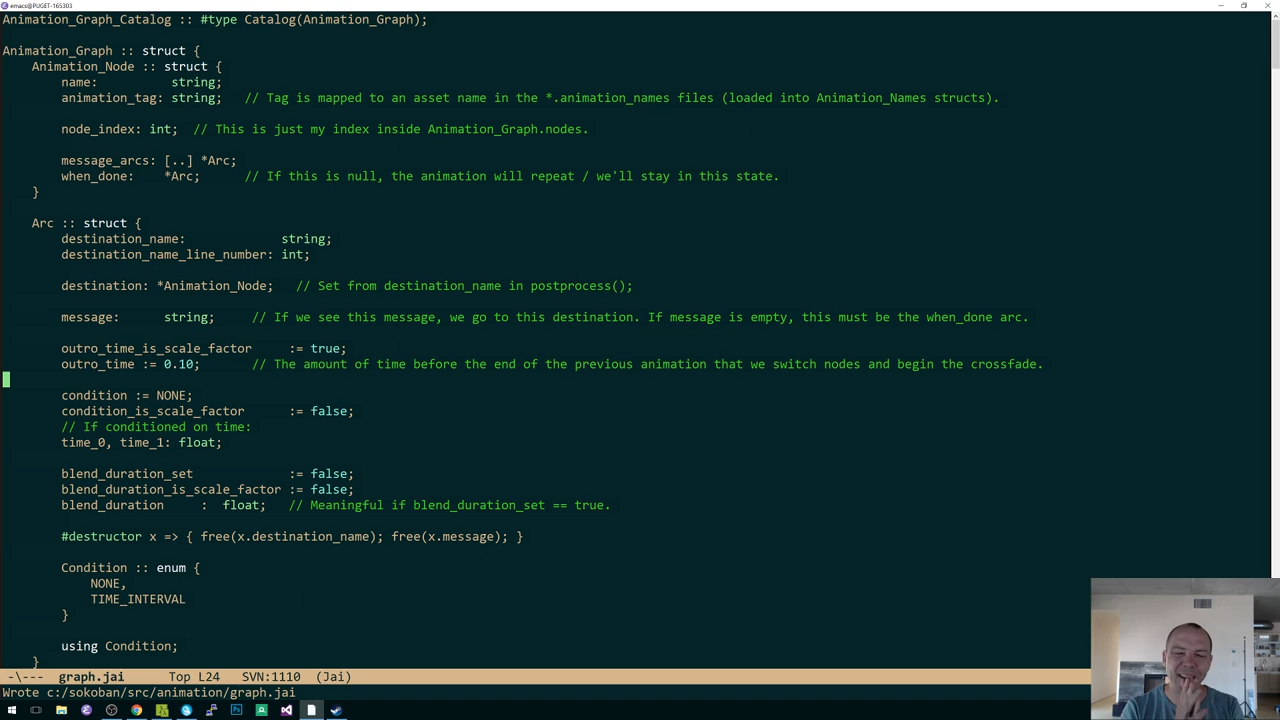 emacs@PUGET-165303
Animation_Graph_Catalog :: #type Catalog(Animation_Graph);
Animation_Graph :: struct {
Animation_Node :: struct {
name: string;
animation_tag: string; // Tag is mapped to an asset name in the *.animation_names files (loaded into Animation_Names structs).
node_index: int; // This is just my index inside Animation_Graph.nodes.
message_arcs: [..] *Arc;
when_done: *Arc; // If this is null, the animation will repeat / we'll stay in this state.
}
Arc :: struct {
destination_name: string;
destination_name_line_number: int;
destination: *Animation_Node; // Set from destination_name in postprocess();
message: string; // If we see this message, we go to this destination. If message is empty, this must be the when_done arc.
outro_time_is_scale_factor := true;
outro_time := 0.10; // The amount of time before the end of the previous animation that we switch nodes and begin the crossfade.
condition := NONE;
condition_is_scale_factor := false;
// If conditioned on time:
time_0, time_1: float;
blend_duration_set := false;
blend_duration_is_scale_factor := false;
blend_duration : float; // Meaningful if blend_duration_set == true.
#destructor x => { free(x.destination_name); free(x.message); }
Condition :: enum {
NONE,
TIME_INTERVAL
}
using Condition;
}
-\--- graph.jai Top L24 SVN:1110 (Jai)
Wrote c:/sokoban/src/animation/graph.jai